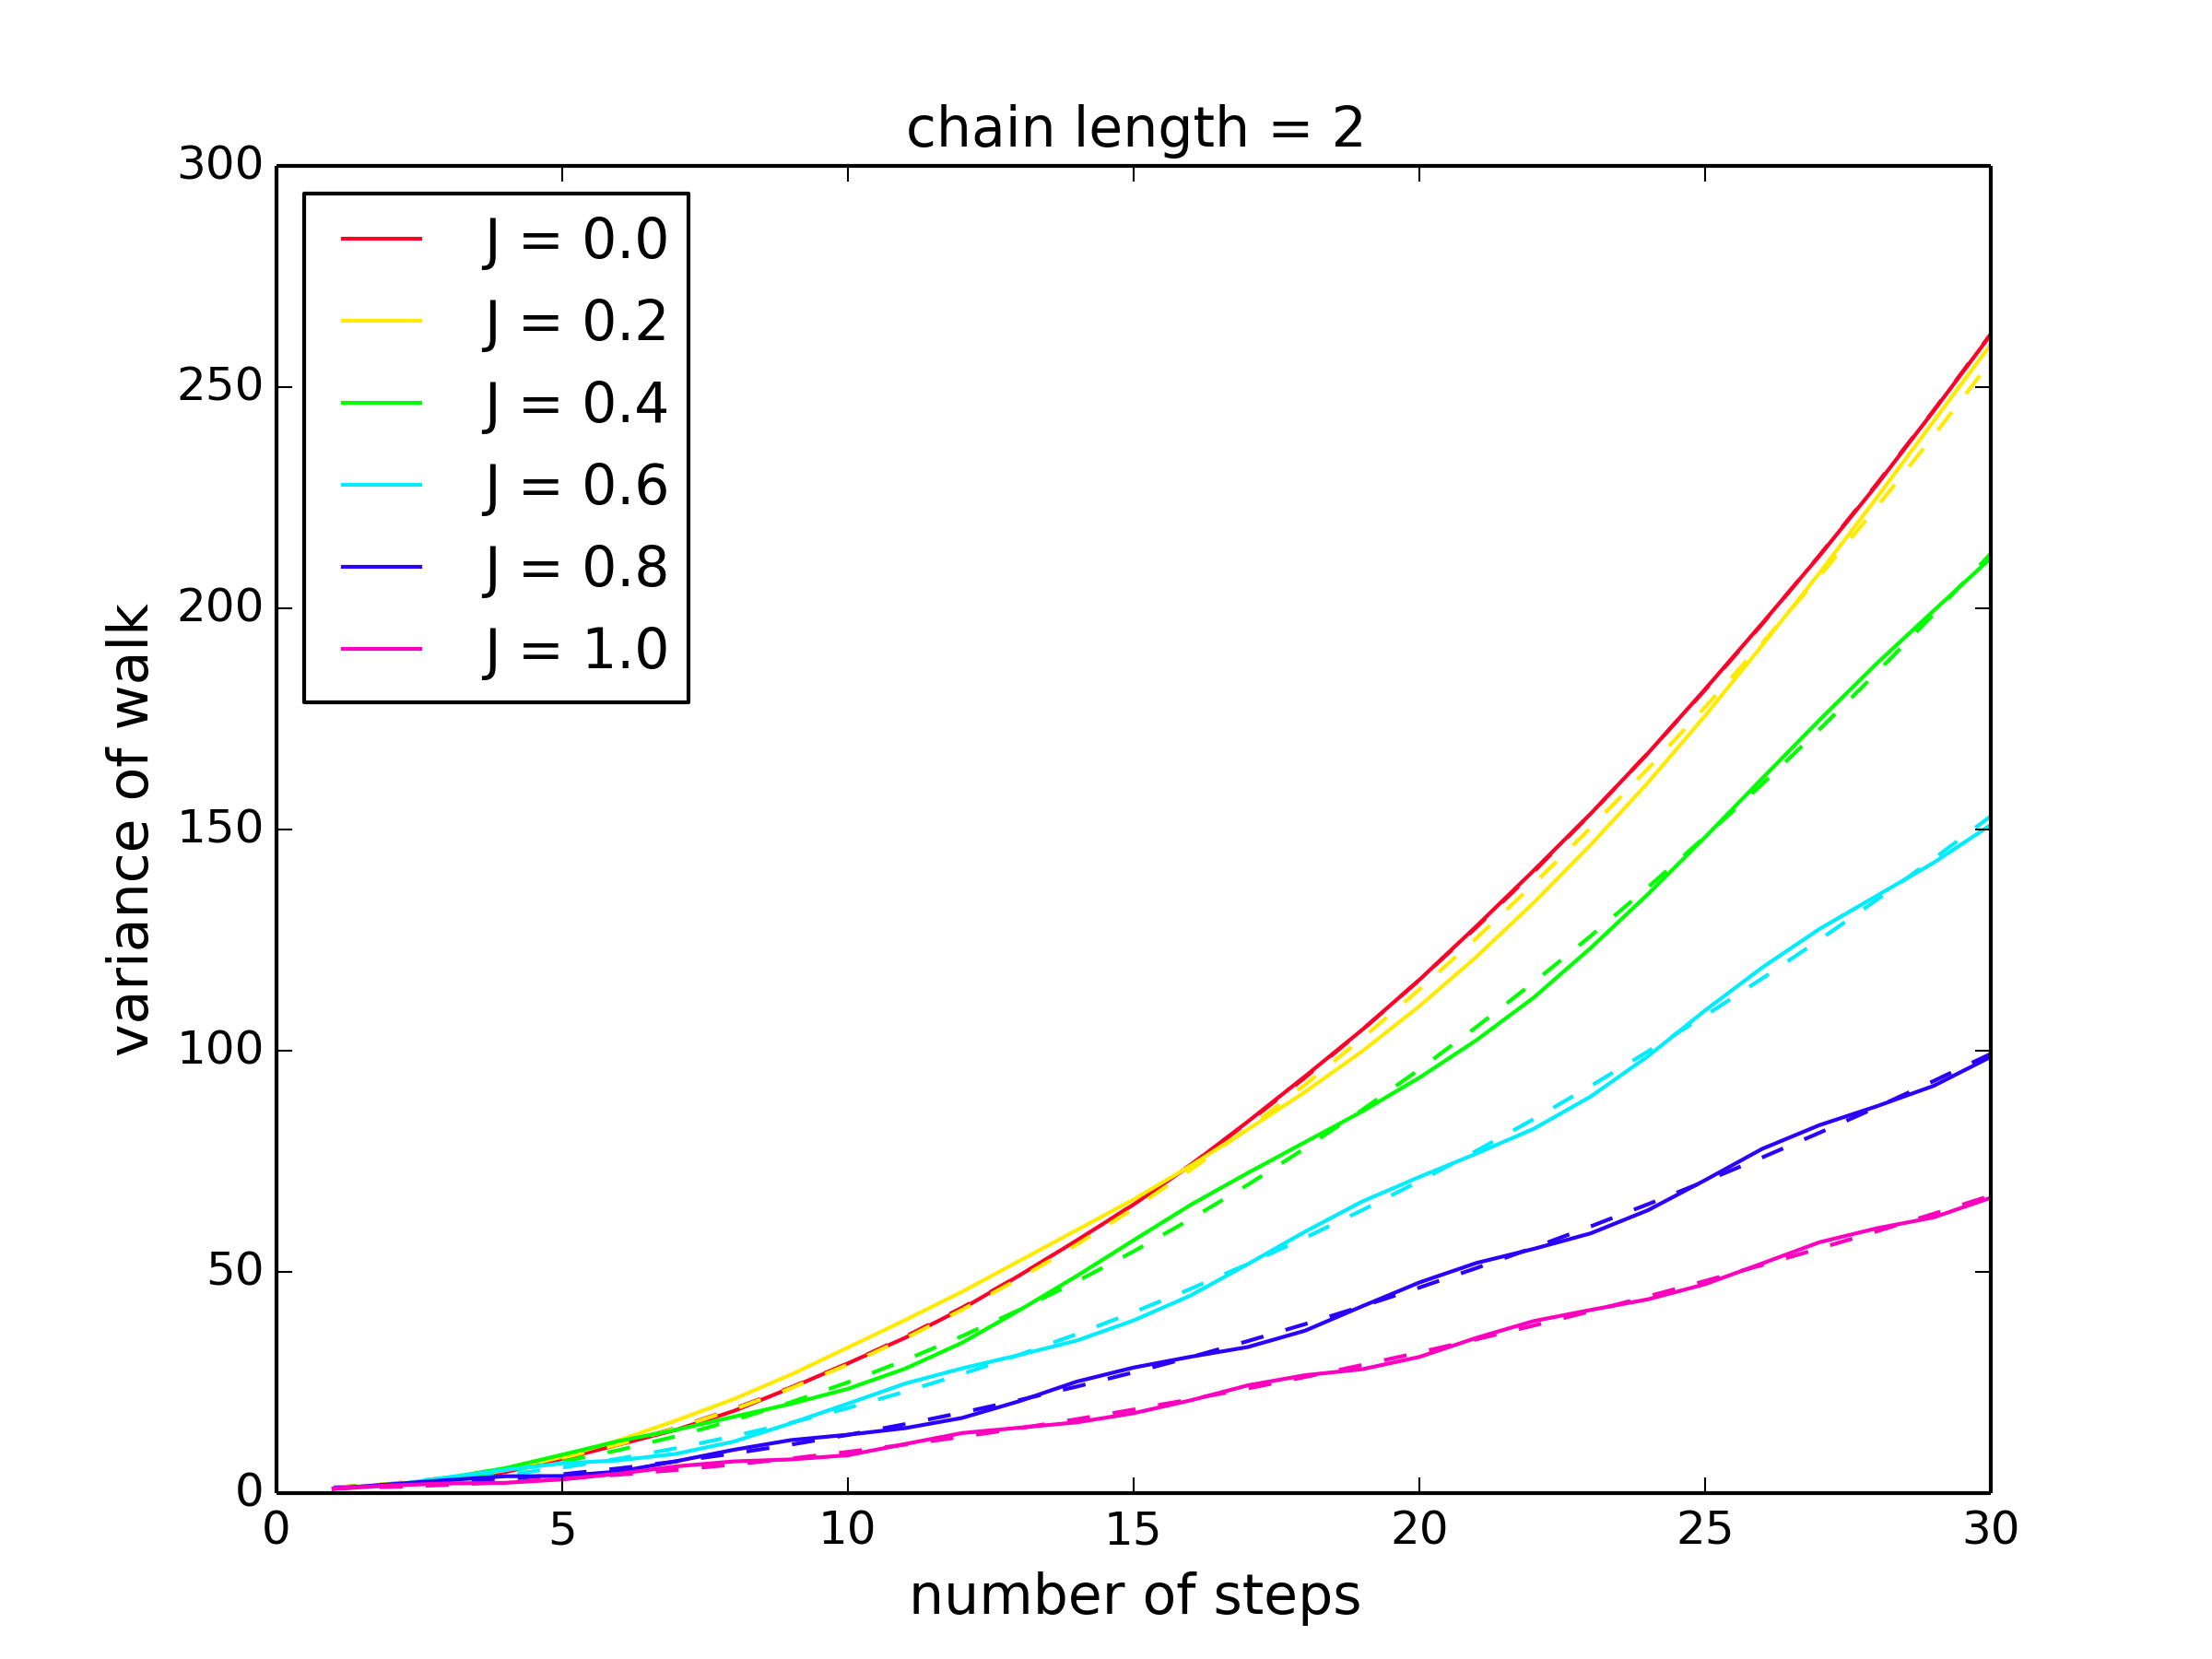 chain length = 2
300
250
200
150
100
50
0
variance of walk
J = 0.0
J = 0.2
J = 0.4
J = 0.6
J = 0.8
J = 1.0
0 5 10 15 20 25 30
number of steps